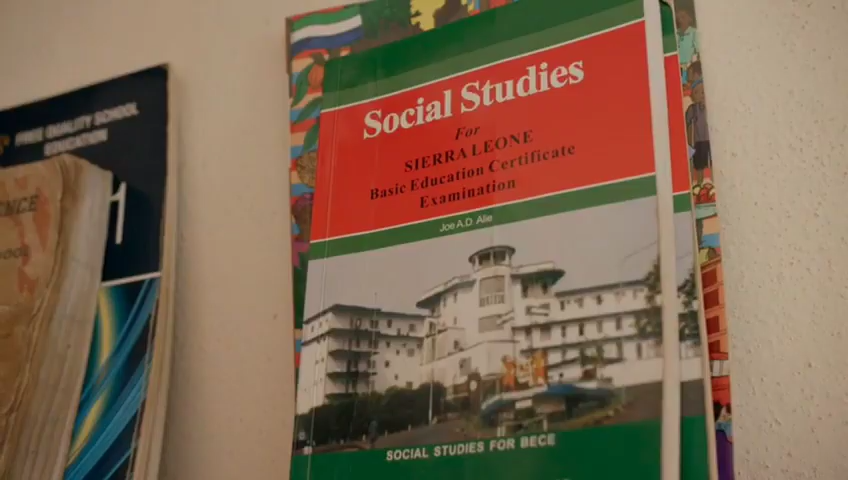 FREE QUALITY SCHOOL
EDUCATION
1
Social Studies
For
SIERRA LEONE
Basic Education Certificate
Examination
Joe A.D. Alie
SOCIAL STUDIES FOR BECE